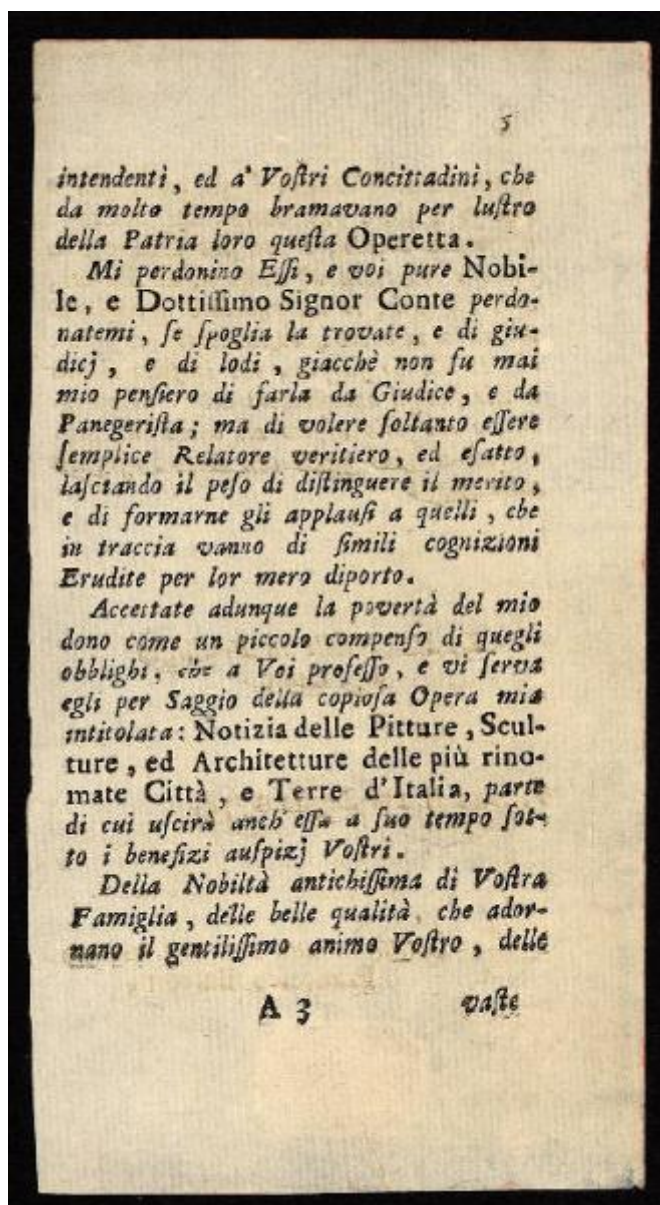 5
intendenti, ed a' Voſtri Concittadini, che
da molto tempo bramavano per luſtro
della Patria loro queſta Operetta.
Mi perdonino Eſſi, e voi pure Nobi-
le, e Dottiſſimo Signor Conte perdo-
natemi, ſe ſpoglia la trovate, e di giu-
dicj, e di lodi, giacchè non fu mai
mio penſiero di farla da Giudice, e da
Panegeriſta; ma di volere ſoltanto eſſere
ſemplice Relatore veritiero, ed eſatto,
laſciando il peſo di diſtinguere il merito,
e di formarne gli applauſi a quelli, che
in traccia vanno di ſimili cognizioni
Erudite per lor mero diporto.
Accettate adunque la povertà del mio
dono come un piccolo compenſo di quegli
obblighi, che a Voi profeſſo, e vi ſerva
egli per Saggio della copioſa Opera mia
intitolata: Notizia delle Pitture, Scul-
ture, ed Architetture delle più rino-
mate Città, e Terre d'Italia, parte
di cui uſcirà anch' eſſa a ſuo tempo ſot-
to i benefizi auſpizj Voſtri.
Della Nobiltà antichiſſima di Voſtra
Famiglia, delle belle qualità, che ador-
nano il gentiliſſimo animo Voſtro, delle
A 3 vaſte